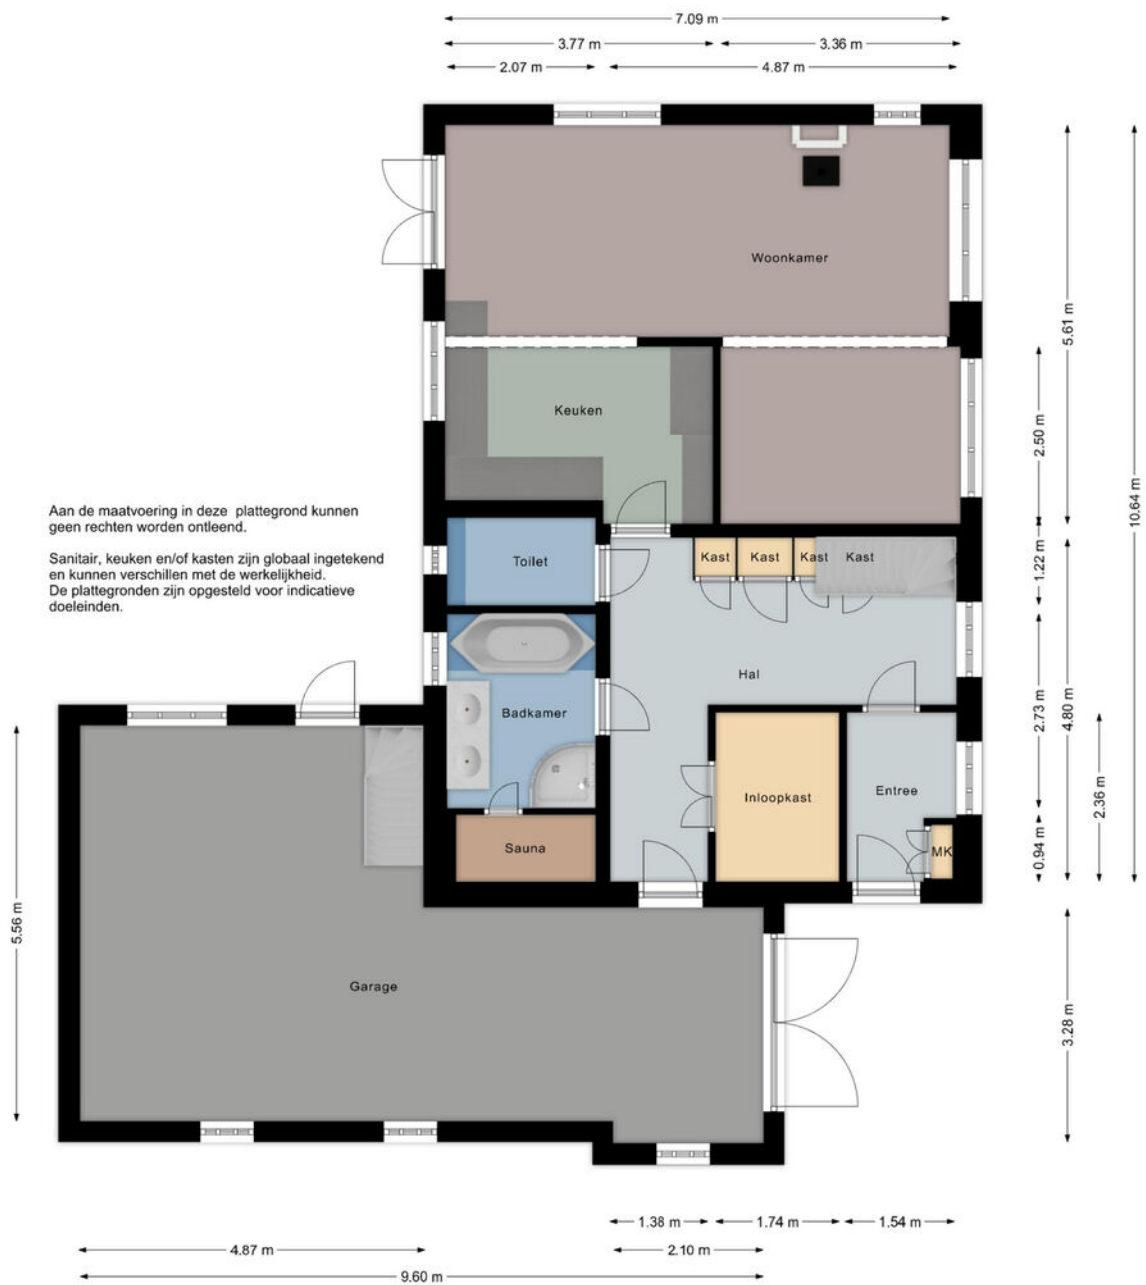 7.09 m
3.77 m
3.36 m
2.07 m
4.87 m
Woonkamer
5.61 m
Keuken
2.50 m
10.64 m
Aan de maatvoering in deze plattegrond kunnen
geen rechten worden ontleend.
Sanitair, keuken en/of kasten zijn globaal ingetekend
en kunnen verschillen met de werkelijkheid.
De plattegronden zijn opgesteld voor indicatieve
doeleinden.
Toilet
Kast
Kast
Kast
Kast
1.22 m
Hal
Badkamer
2.73 m
4.80 m
Inloopkast
Entree
2.36 m
Sauna
MK
0.94 m
5.56 m
Garage
3.28 m
1.38 m
1.74 m
1.54 m
4.87 m
2.10 m
9.60 m